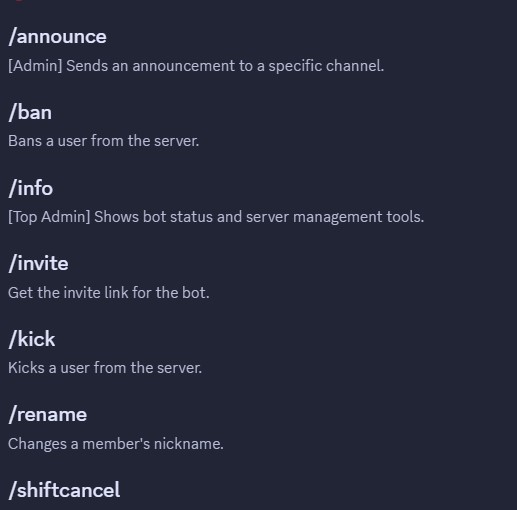 /announce
[Admin] Sends an announcement to a specific channel.
/ban
Bans a user from the server.
/info
[Top Admin] Shows bot status and server management tools.
/invite
Get the invite link for the bot.
/kick
Kicks a user from the server.
/rename
Changes a member's nickname.
/shiftcancel